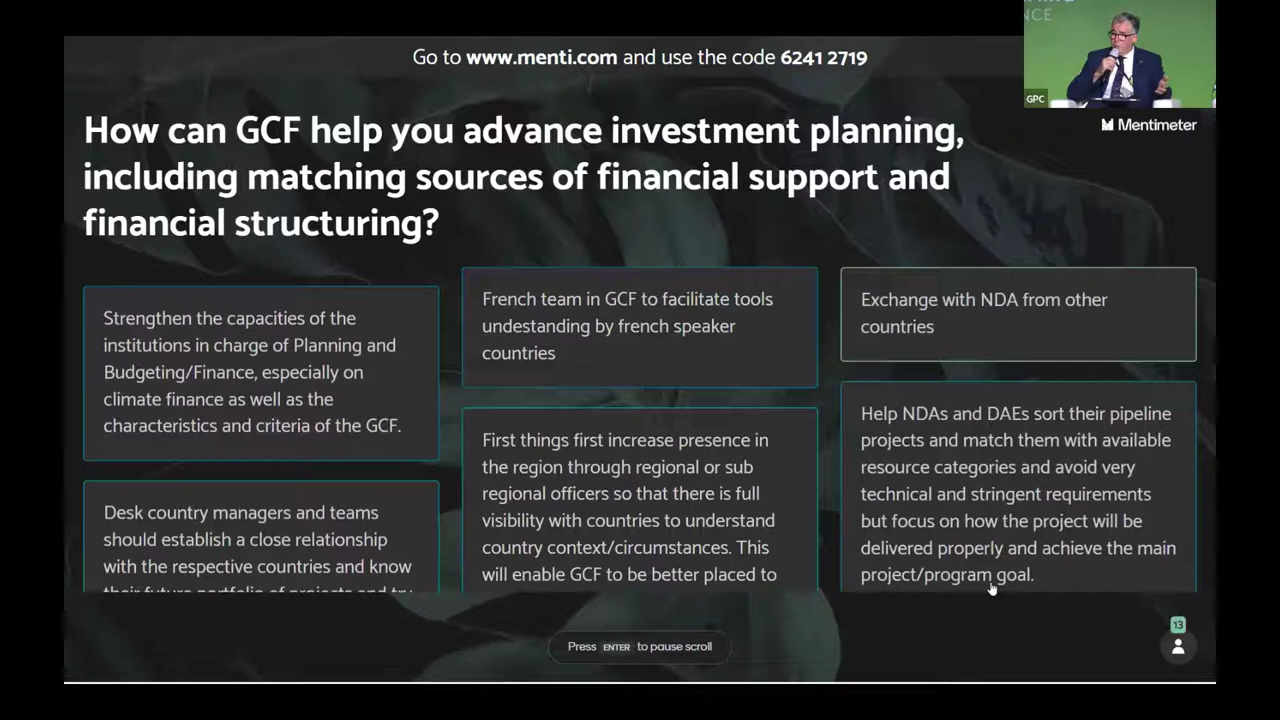 NCE
GPC
Go to www.menti.com and use the code 6241 2719
Mentimeter
How can GCF help you advance investment planning,
including matching sources of financial support and
financial structuring?
Strengthen the capacities of the
institutions in charge of Planning and
Budgeting/Finance, especially on
climate finance as well as the
characteristics and criteria of the GCF.
Desk country managers and teams
should establish a close relationship
with the respective countries and know
their future portfolio of projects and try
French team in GCF to facilitate tools
undestanding by french speaker
countries
First things first increase presence in
the region through regional or sub
regional officers so that there is full
visibility with countries to understand
country context/circumstances. This
will enable GCF to be better placed to
Exchange with NDA from other
countries
Help NDAs and DAEs sort their pipeline
projects and match them with available
resource categories and avoid very
technical and stringent requirements
but focus on how the project will be
delivered properly and achieve the main
project/program goal.
Press ENTER to pause scroll
13